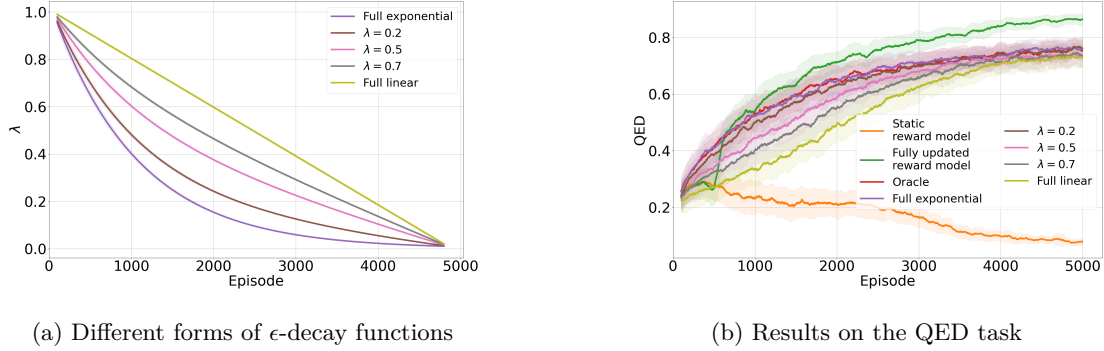 1.0
0.8
0.6
0.4
0.2
0.0
λ
0
1000
2000
3000
4000
5000
Episode
Full exponential
λ = 0.2
λ = 0.5
λ = 0.7
Full linear
(a) Different forms of ϵ-decay functions
0.8
0.6
0.4
0.2
QED
0
1000
2000
3000
4000
5000
Episode
Static
reward model
Fully updated
reward model
Oracle
Full exponential
λ = 0.2
λ = 0.5
λ = 0.7
Full linear
(b) Results on the QED task